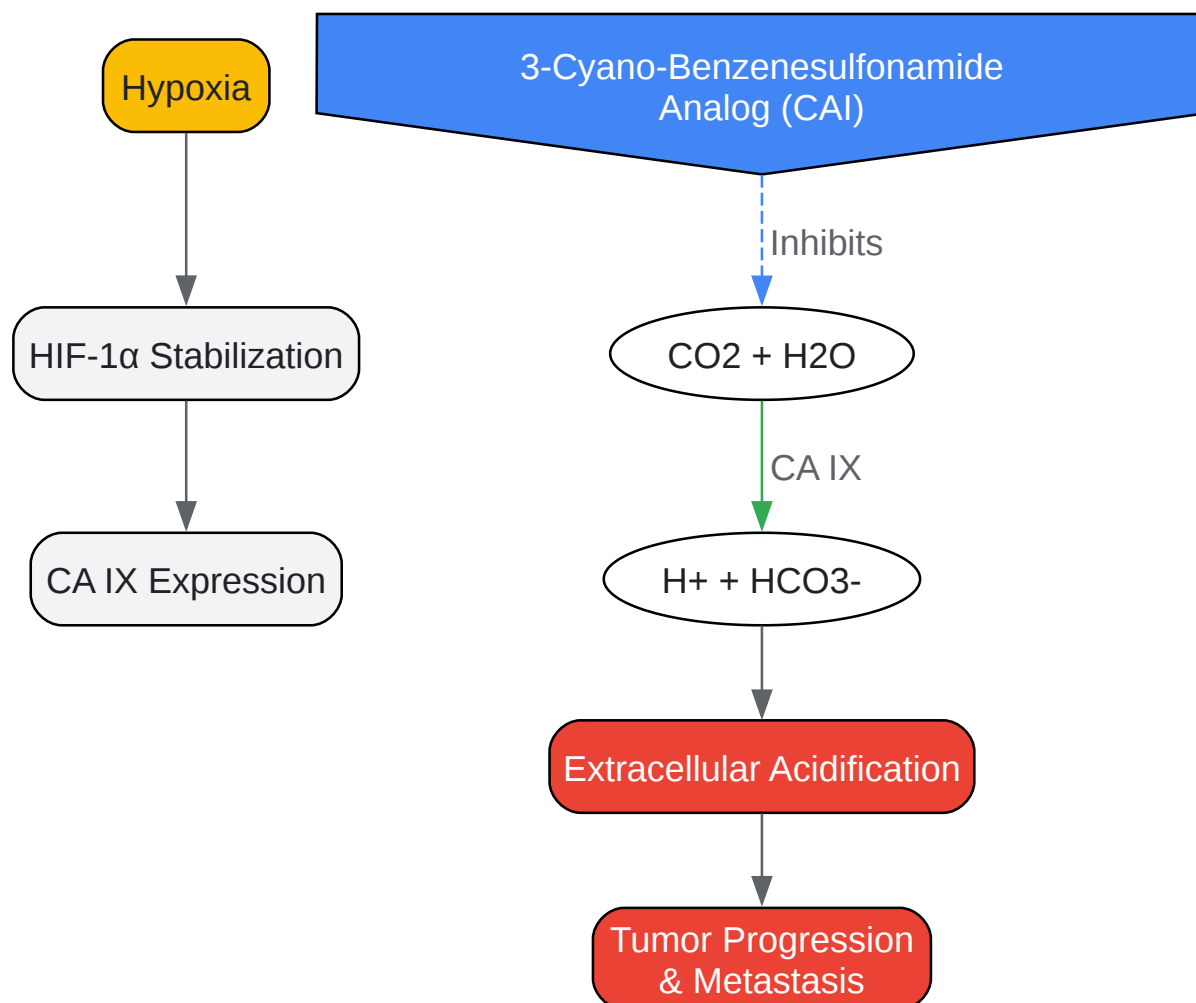 Hypoxia
3-Cyano-Benzenesulfonamide
Analog (CAI)
Inhibits
HIF-1α Stabilization
CO2 + H2O
CA IX
CA IX Expression
H+ + HCO3-
Extracellular Acidification
Tumor Progression
& Metastasis